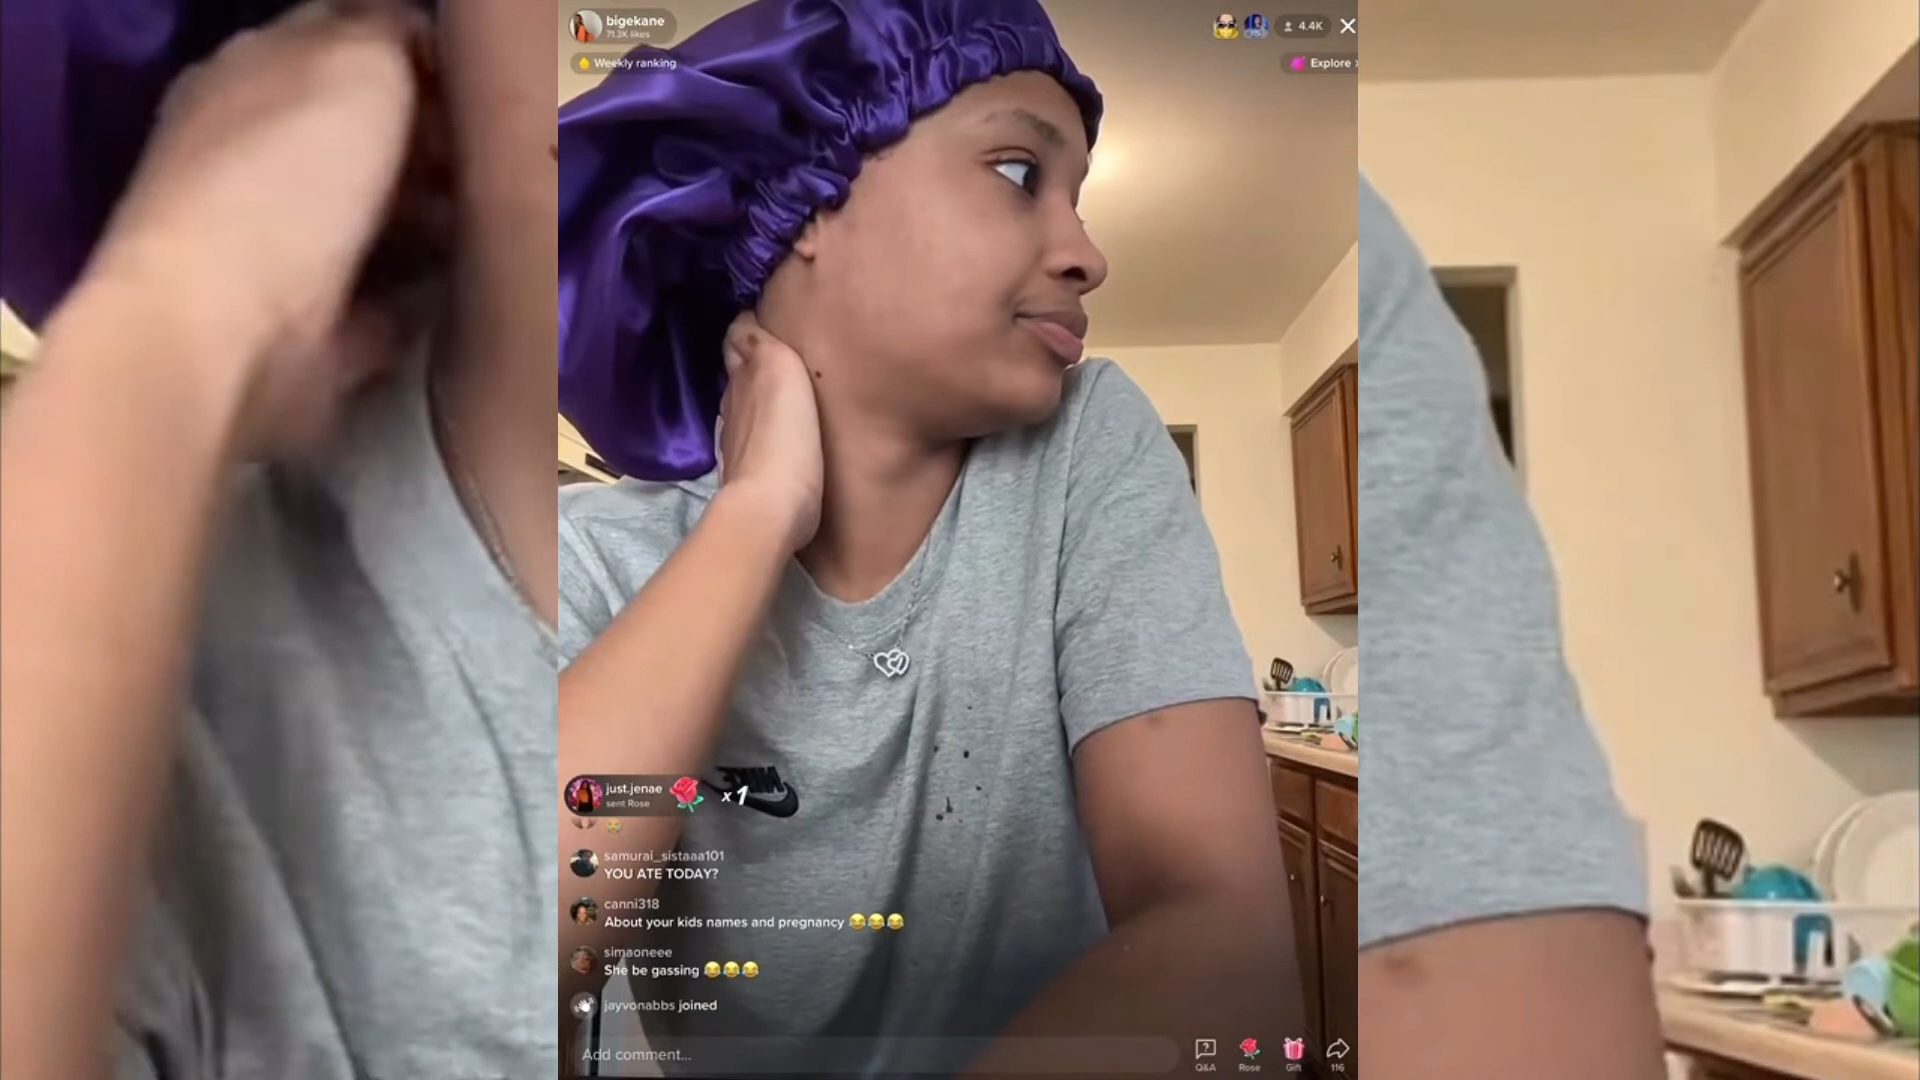 bigekane
71.3K likes
4.4K
Weekly ranking
Explore
just.jenae
sent Rose
x1
NIKE
samurai_sistaaa101
YOU ATE TODAY?
canni318
About your kids names and pregnancy 😂😂😂
simaoneee
She be gassing 😂😂😂
jayvonabbs joined
Add comment...
Q&A
Rose
Gift
116